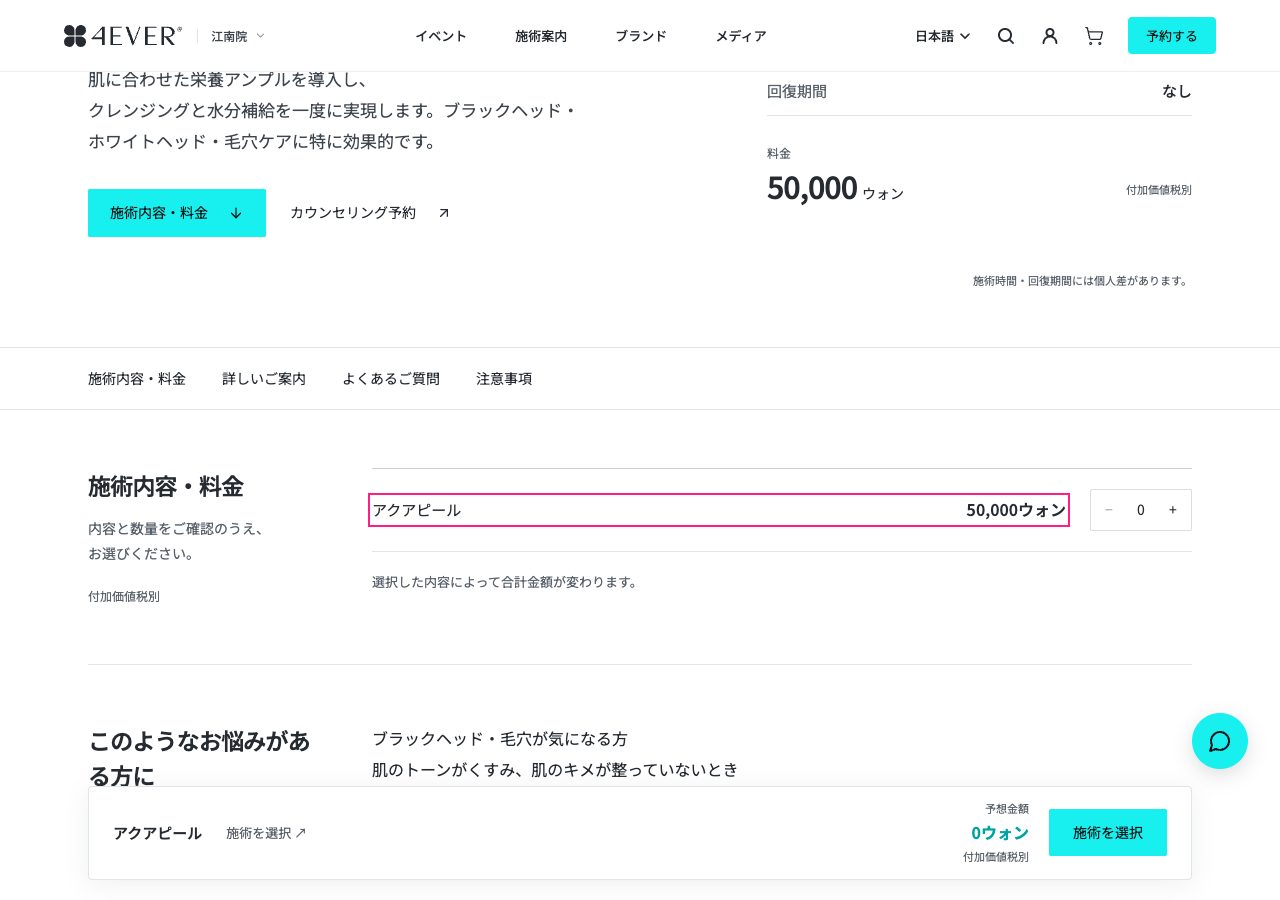 4EVER®
江南院
イベント
施術案内
ブランド
メディア
日本語
予約する
肌に合わせた栄養アンプルを導入し、
クレンジングと水分補給を一度に実現します。ブラックヘッド・
ホワイトヘッド・毛穴ケアに特に効果的です。
施術内容・料金 ↓
カウンセリング予約 ↗
回復期間
なし
料金
50,000 ウォン
付加価値税別
施術時間・回復期間には個人差があります。
施術内容・料金
詳しいご案内
よくあるご質問
注意事項
施術内容・料金
内容と数量をご確認のうえ、
お選びください。
付加価値税別
アクアピール
50,000ウォン
− 0 +
選択した内容によって合計金額が変わります。
このようなお悩みがあ
る方に
ブラックヘッド・毛穴が気になる方
肌のトーンがくすみ、肌のキメが整っていないとき
アクアピール
施術を選択 ↗
予想金額
0ウォン
付加価値税別
施術を選択